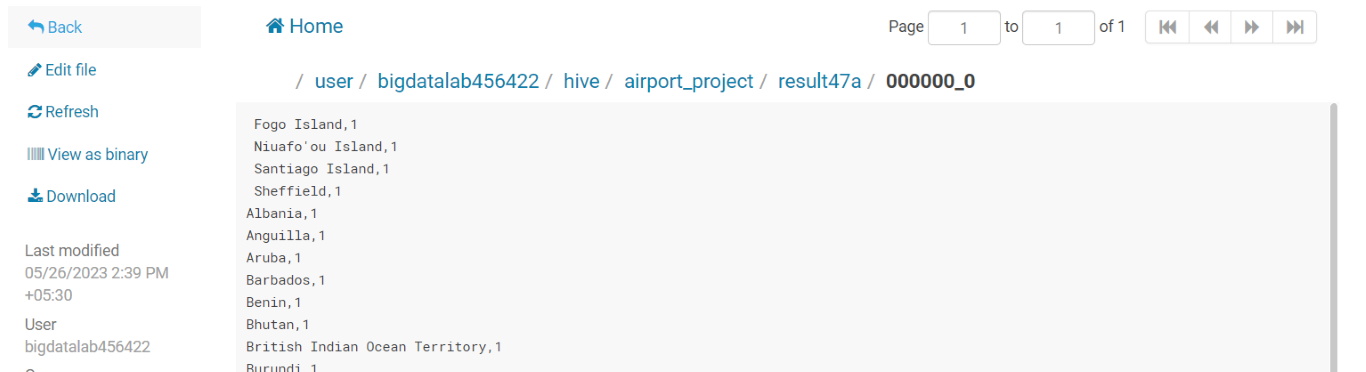 Back
Edit file
Refresh
View as binary
Download
Last modified
05/26/2023 2:39 PM
+05:30
User
bigdatalab456422
Home
Page 1 to 1 of 1
/ user / bigdatalab456422 / hive / airport_project / result47a / 000000_0
Fogo Island,1
Niuafo'ou Island,1
Santiago Island,1
Sheffield,1
Albania,1
Anguilla,1
Aruba,1
Barbados,1
Benin,1
Bhutan,1
British Indian Ocean Territory,1
Burundi,1